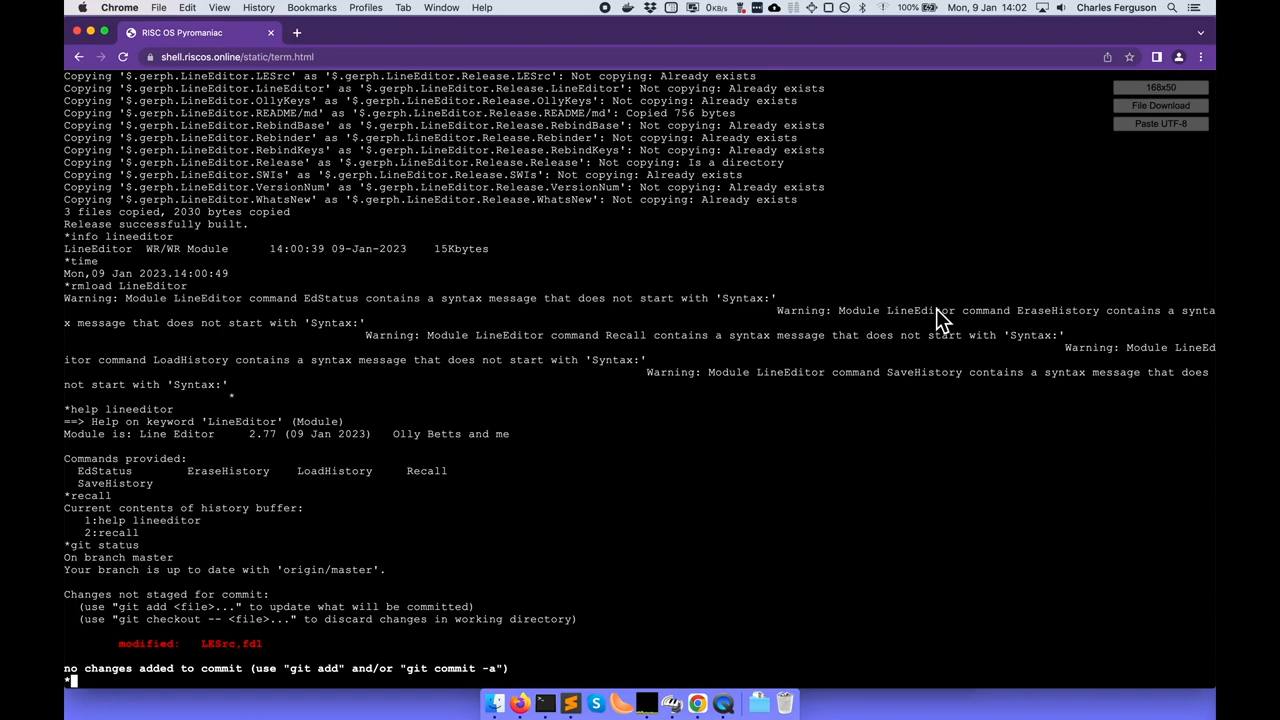 Chrome File Edit View History Bookmarks Profiles Tab Window Help 0KB/s 100% Mon, 9 Jan 14:02 Charles Ferguson
RISC OS Pyromaniac
shell.riscos.online/static/term.html
168x50
File Download
Paste UTF-8
Copying '$.gerph.LineEditor.LESrc' as '$.gerph.LineEditor.Release.LESrc': Not copying: Already exists
Copying '$.gerph.LineEditor.LineEditor' as '$.gerph.LineEditor.Release.LineEditor': Not copying: Already exists
Copying '$.gerph.LineEditor.OllyKeys' as '$.gerph.LineEditor.Release.OllyKeys': Not copying: Already exists
Copying '$.gerph.LineEditor.README/md' as '$.gerph.LineEditor.Release.README/md': Copied 756 bytes
Copying '$.gerph.LineEditor.RebindBase' as '$.gerph.LineEditor.Release.RebindBase': Not copying: Already exists
Copying '$.gerph.LineEditor.Rebinder' as '$.gerph.LineEditor.Release.Rebinder': Not copying: Already exists
Copying '$.gerph.LineEditor.RebindKeys' as '$.gerph.LineEditor.Release.RebindKeys': Not copying: Already exists
Copying '$.gerph.LineEditor.Release' as '$.gerph.LineEditor.Release.Release': Not copying: Is a directory
Copying '$.gerph.LineEditor.SWIs' as '$.gerph.LineEditor.Release.SWIs': Not copying: Already exists
Copying '$.gerph.LineEditor.VersionNum' as '$.gerph.LineEditor.Release.VersionNum': Not copying: Already exists
Copying '$.gerph.LineEditor.WhatsNew' as '$.gerph.LineEditor.Release.WhatsNew': Not copying: Already exists
3 files copied, 2030 bytes copied
Release successfully built.
*info lineeditor
LineEditor WR/WR Module 14:00:39 09-Jan-2023 15Kbytes
*time
Mon,09 Jan 2023.14:00:49
*rmload LineEditor
Warning: Module LineEditor command EdStatus contains a syntax message that does not start with 'Syntax:'
Warning: Module LineEditor command EraseHistory contains a synta
x message that does not start with 'Syntax:'
Warning: Module LineEditor command Recall contains a syntax message that does not start with 'Syntax:'
Warning: Module LineEd
itor command LoadHistory contains a syntax message that does not start with 'Syntax:'
Warning: Module LineEditor command SaveHistory contains a syntax message that does
not start with 'Syntax:'
*
*help lineeditor
==> Help on keyword 'LineEditor' (Module)
Module is: Line Editor 2.77 (09 Jan 2023) Olly Betts and me
Commands provided:
EdStatus EraseHistory LoadHistory Recall
SaveHistory
*recall
Current contents of history buffer:
1:help lineeditor
2:recall
*git status
On branch master
Your branch is up to date with 'origin/master'.
Changes not staged for commit:
(use "git add <file>..." to update what will be committed)
(use "git checkout -- <file>..." to discard changes in working directory)
modified: LESrc,fd1
no changes added to commit (use "git add" and/or "git commit -a")
*